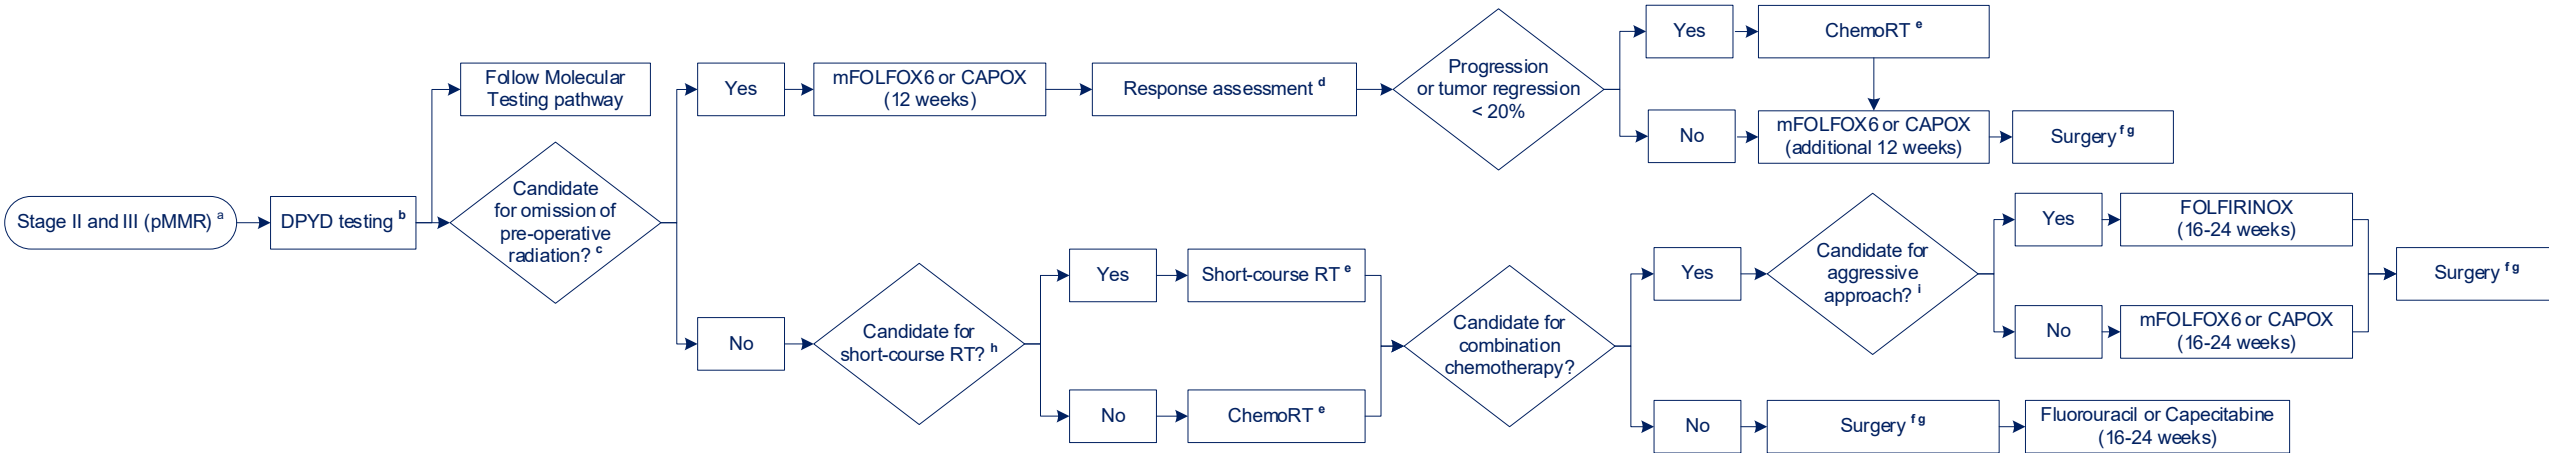 Stage II and III (pMMR) a
DPYD testing b
Follow Molecular
Testing pathway
Candidate
for omission of
pre-operative
radiation? c
Yes
mFOLFOX6 or CAPOX
(12 weeks)
Response assessment d
Progression
or tumor regression
< 20%
Yes
ChemoRT e
No
mFOLFOX6 or CAPOX
(additional 12 weeks)
Surgery f g
No
Candidate for
short-course RT? h
Yes
Short-course RT e
No
ChemoRT e
Candidate for
combination
chemotherapy?
Yes
Candidate for
aggressive
approach? i
Yes
FOLFIRINOX
(16-24 weeks)
No
mFOLFOX6 or CAPOX
(16-24 weeks)
Surgery f g
No
Surgery f g
Fluorouracil or Capecitabine
(16-24 weeks)